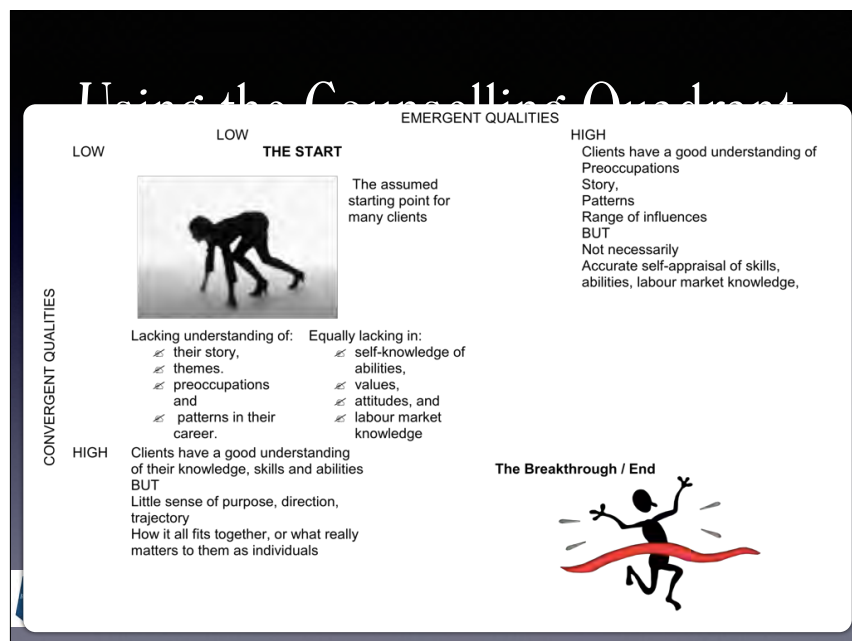 Using the Counselling Quadrant
EMERGENT QUALITIES
LOW
HIGH
LOW
THE START
The assumed
starting point for
many clients
Clients have a good understanding of
Preoccupations
Story,
Patterns
Range of influences
BUT
Not necessarily
Accurate self-appraisal of skills,
abilities, labour market knowledge,
CONVERGENT QUALITIES
Lacking understanding of:
their story,
themes.
preoccupations
and
patterns in their
career.
Equally lacking in:
self-knowledge of
abilities,
values,
attitudes, and
labour market
knowledge
HIGH
Clients have a good understanding
of their knowledge, skills and abilities
BUT
Little sense of purpose, direction,
trajectory
How it all fits together, or what really
matters to them as individuals
The Breakthrough / End